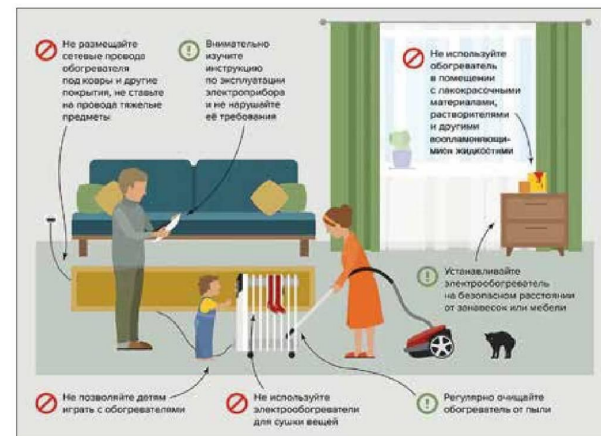 Не размещайте
сетевые провода
обогревателя
под ковры и другие
покрытия, не ставьте
на провода тяжелые
предметы
Внимательно
изучите
инструкцию
по эксплуатации
электроприбора
и не нарушайте
её требования
Не используйте
обогреватель
в помещении
с лакокрасочными
материалами,
растворителями
и другими
воспламеняющи-
мися жидкостями
Устанавливайте
электрообогреватель
на безопасном расстоянии
от занавесок или мебели
Не позволяйте детям
играть с обогревателями
Не используйте
электрообогреватели
для сушки вещей
Регулярно очищайте
обогреватель от пыли